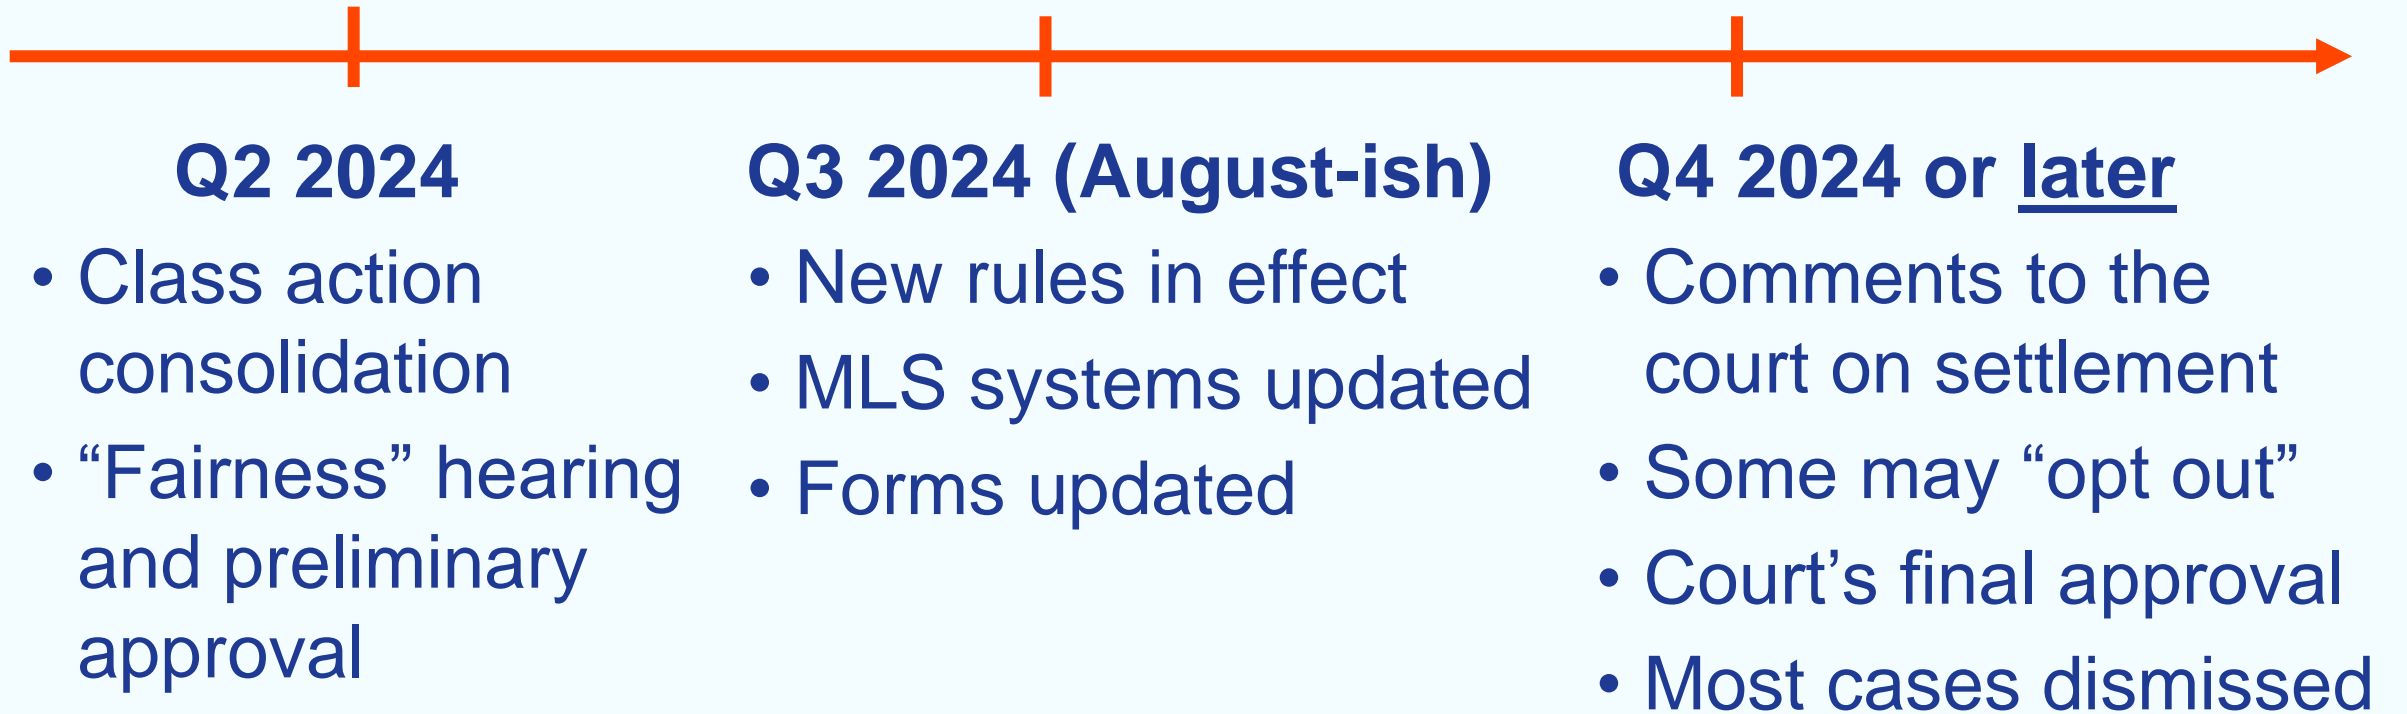 Q2 2024
• Class action
consolidation
• “Fairness” hearing
and preliminary
approval
Q3 2024 (August-ish)
• New rules in effect
• MLS systems updated
• Forms updated
Q4 2024 or later
• Comments to the
court on settlement
• Some may “opt out”
• Court’s final approval
• Most cases dismissed